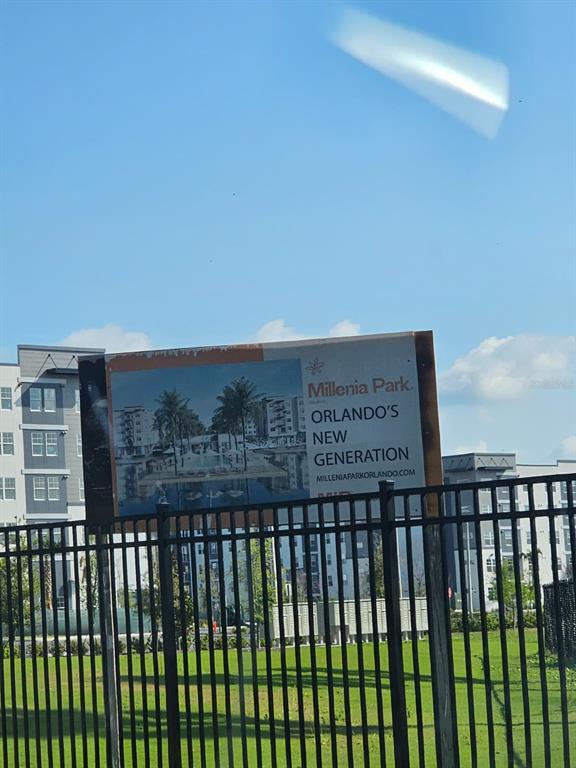 Millenia Park.
ORLANDO'S
NEW
GENERATION
MILLENIAPARKORLANDO.COM